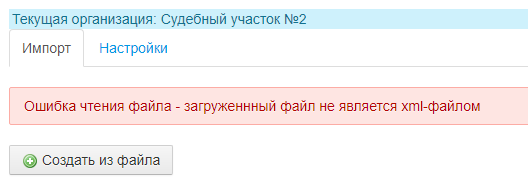 Текущая организация: Судебный участок №2
Импорт
Настройки
Ошибка чтения файла - загруженнный файл не является xml-файлом
Создать из файла